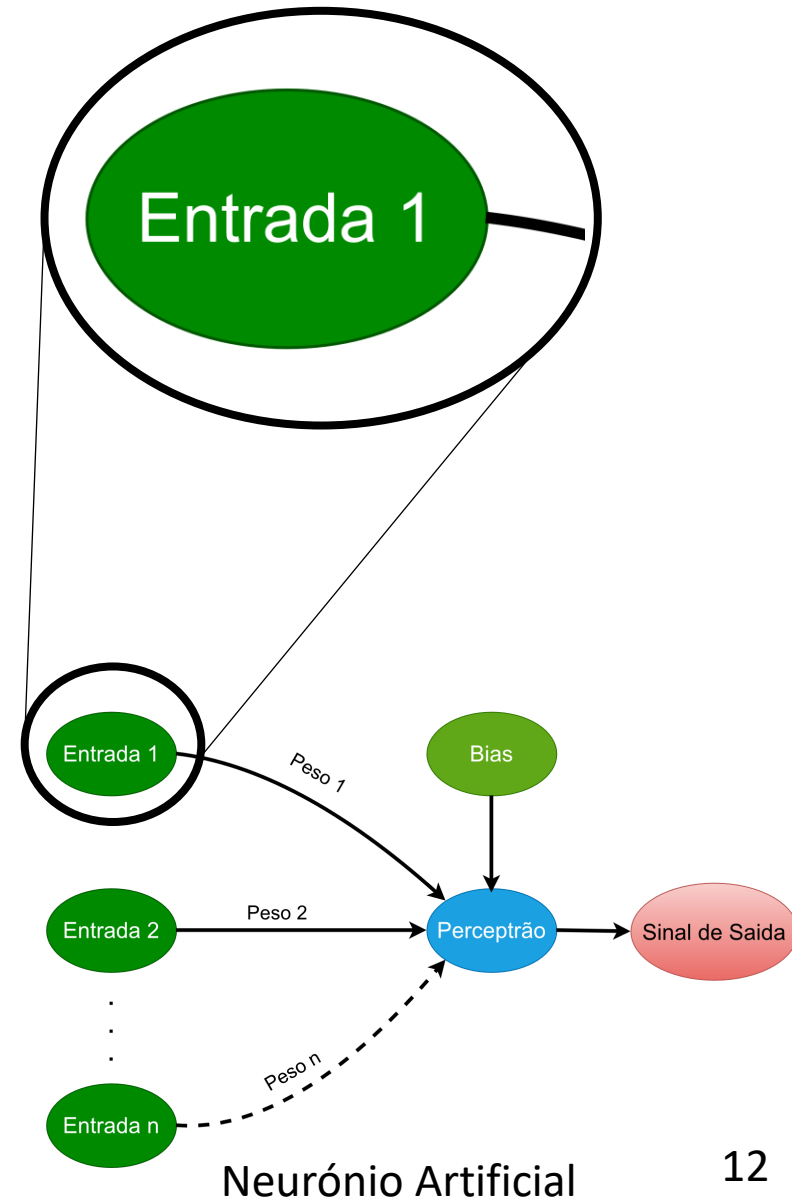 Entrada 1
Entrada 1
Peso 1
Bias
Entrada 2
Peso 2
Perceptrão
Sinal de Saida
.
.
.
Peso n
Entrada n
Neurónio Artificial
12